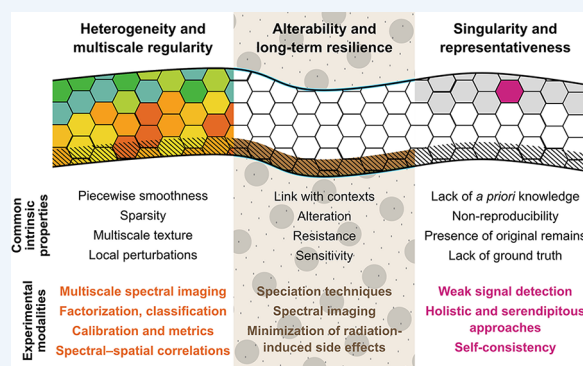 Heterogeneity and
multiscale regularity
Alterability and
long-term resilience
Singularity and
representativeness
Common
intrinsic
properties
Piecewise smoothness
Sparsity
Multiscale texture
Local perturbations
Link with contexts
Alteration
Resistance
Sensitivity
Lack of a priori knowledge
Non-reproducibility
Presence of original remains
Lack of ground truth
Experimental
modalities
Multiscale spectral imaging
Factorization, classification
Calibration and metrics
Spectral–spatial correlations
Speciation techniques
Spectral imaging
Minimization of radiation-
induced side effects
Weak signal detection
Holistic and serendipitous
approaches
Self-consistency